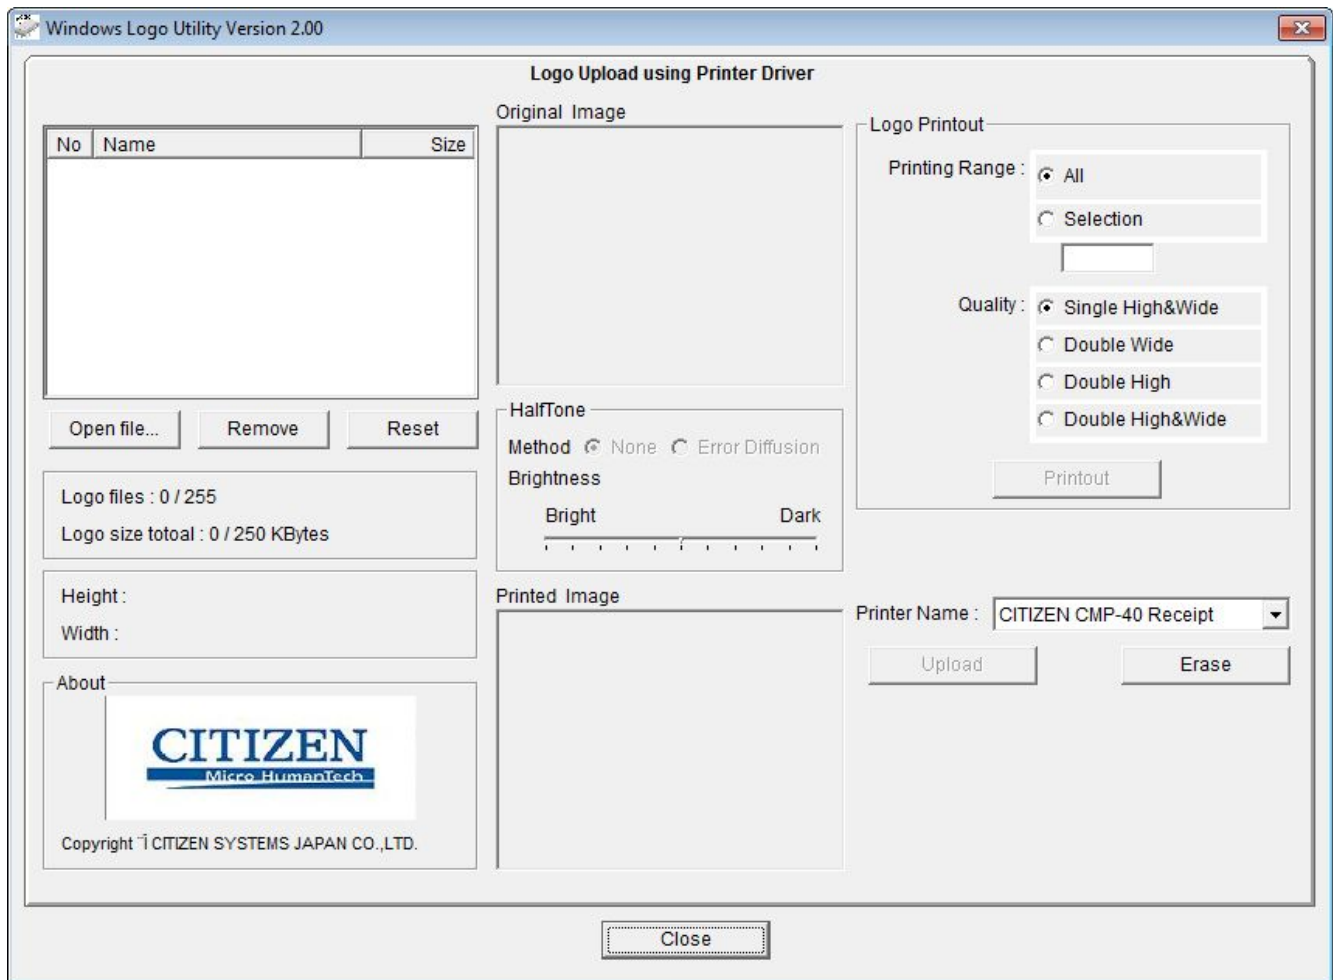 Windows Logo Utility Version 2.00
Logo Upload using Printer Driver
No Name Size
Open file... Remove Reset
Logo files : 0 / 255
Logo size totoal : 0 / 250 KBytes
Height :
Width :
About
CITIZEN
Micro HumanTech
Copyright ¨Ï CITIZEN SYSTEMS JAPAN CO.,LTD.
Original Image
HalfTone
Method None Error Diffusion
Brightness
Bright Dark
Printed Image
Logo Printout
Printing Range : All
Selection
Quality : Single High&Wide
Double Wide
Double High
Double High&Wide
Printout
Printer Name : CITIZEN CMP-40 Receipt
Upload Erase
Close